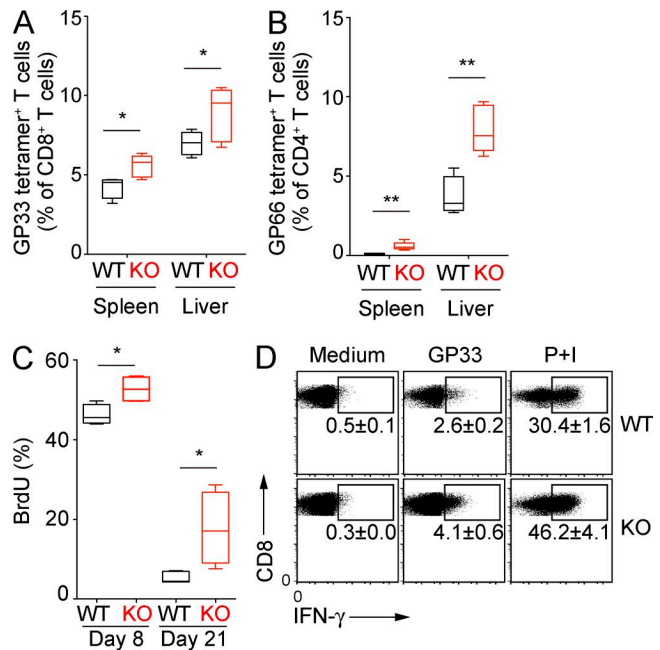 A
GP33 tetramer⁺ T cells
(% of CD8⁺ T cells)
15
10
5
0
*
*
WT KO WT KO
Spleen Liver
B
GP66 tetramer⁺ T cells
(% of CD4⁺ T cells)
15
10
5
0
**
**
WT KO WT KO
Spleen Liver
C
BrdU (%)
60
40
20
0
*
*
WT KO WT KO
Day 8 Day 21
D
Medium GP33 P+I
0.5±0.1 2.6±0.2 30.4±1.6 WT
0.3±0.0 4.1±0.6 46.2±4.1 KO
CD8
0
0
IFN-γ